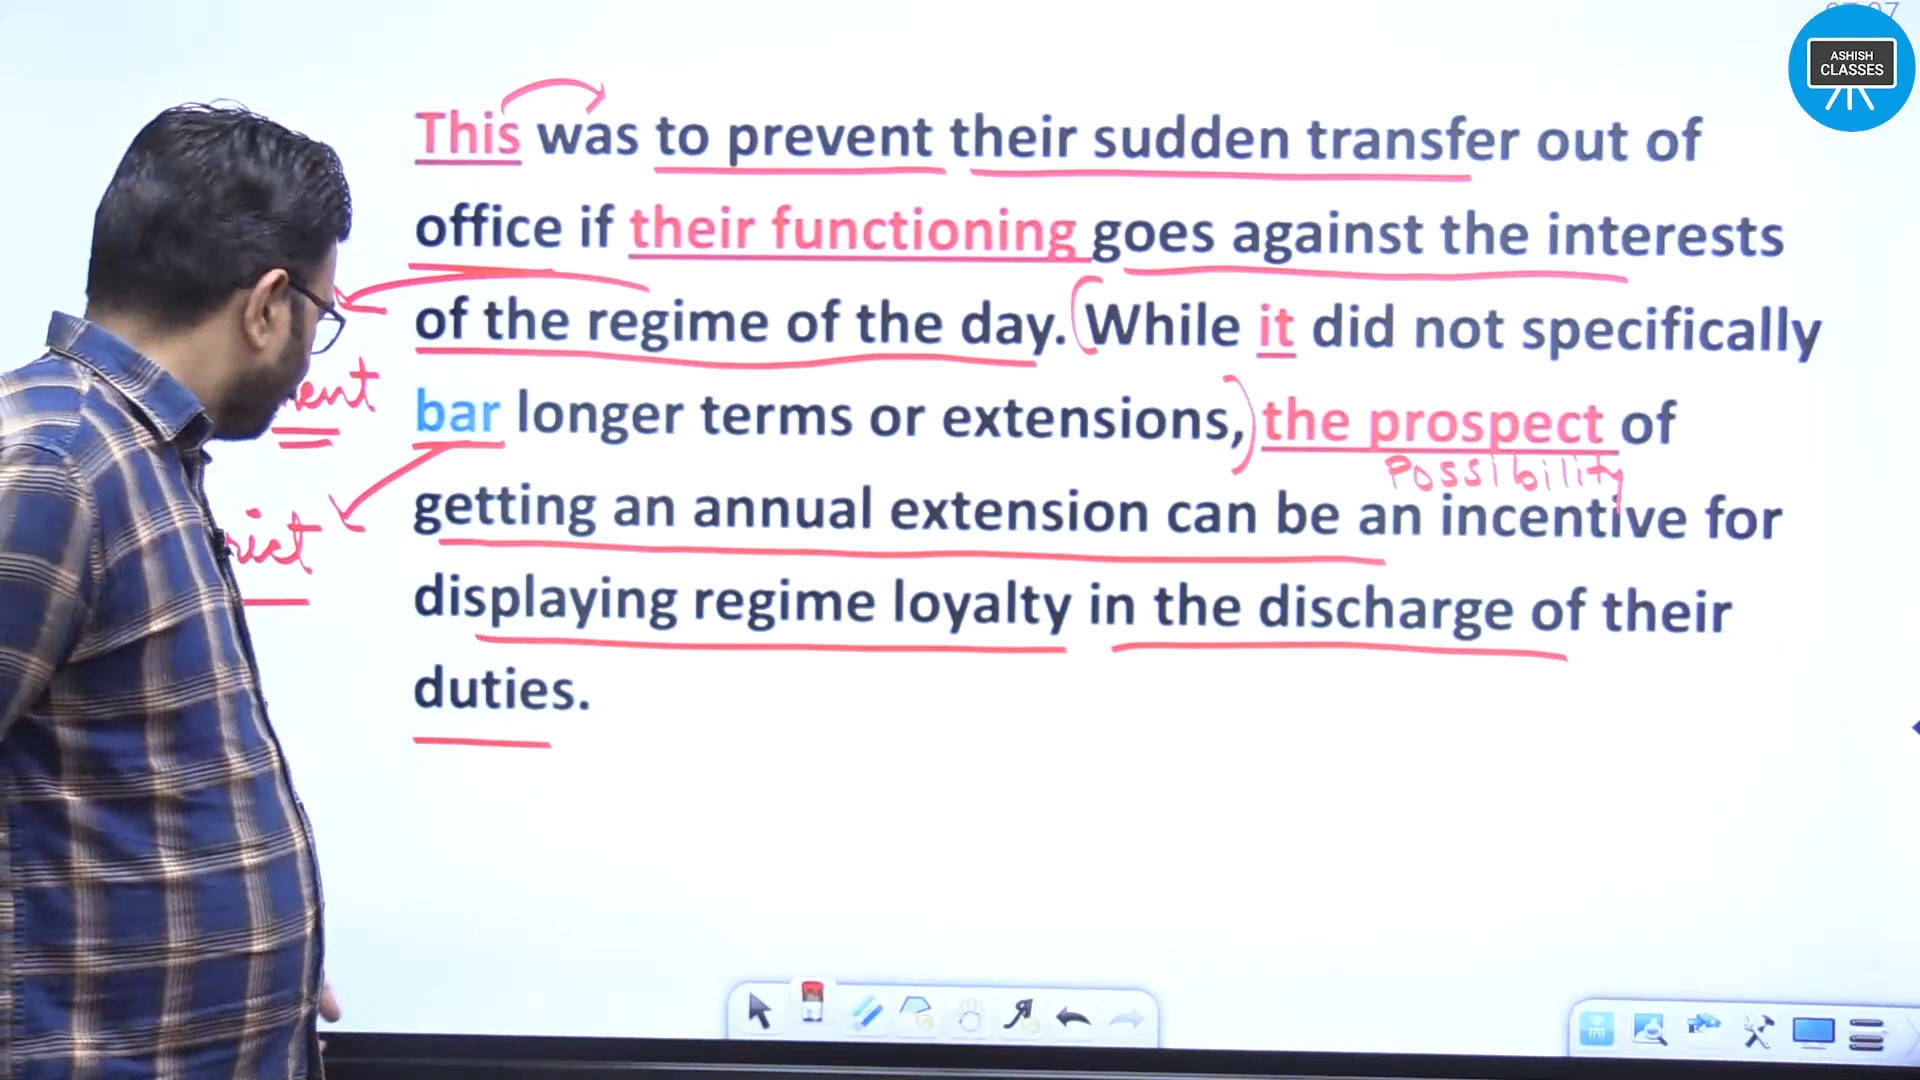 ASHISH
CLASSES
This was to prevent their sudden transfer out of
office if their functioning goes against the interests
of the regime of the day. While it did not specifically
bar longer terms or extensions, the prospect of
Possibility
getting an annual extension can be an incentive for
displaying regime loyalty in the discharge of their
duties.